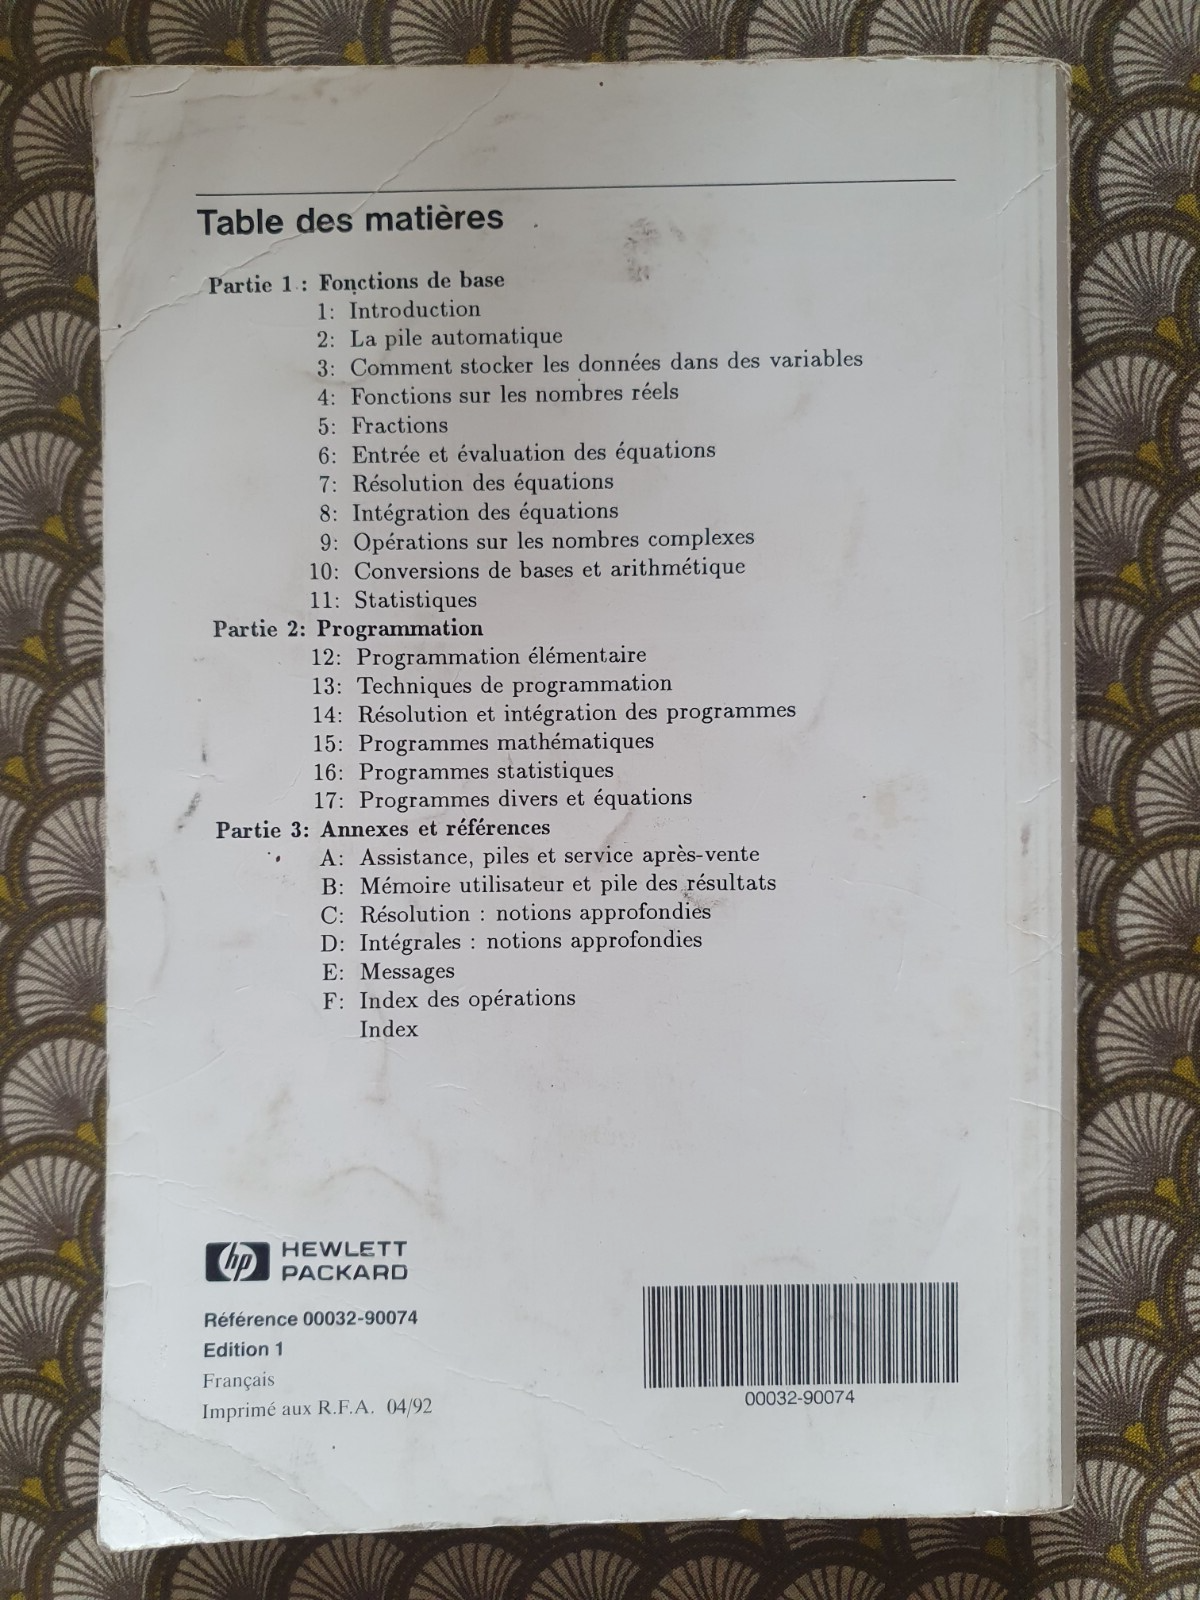 Table des matières
Partie 1 : Fonctions de base
1: Introduction
2: La pile automatique
3: Comment stocker les données dans des variables
4: Fonctions sur les nombres réels
5: Fractions
6: Entrée et évaluation des équations
7: Résolution des équations
8: Intégration des équations
9: Opérations sur les nombres complexes
10: Conversions de bases et arithmétique
11: Statistiques
Partie 2: Programmation
12: Programmation élémentaire
13: Techniques de programmation
14: Résolution et intégration des programmes
15: Programmes mathématiques
16: Programmes statistiques
17: Programmes divers et équations
Partie 3: Annexes et références
A: Assistance, piles et service après-vente
B: Mémoire utilisateur et pile des résultats
C: Résolution : notions approfondies
D: Intégrales : notions approfondies
E: Messages
F: Index des opérations
Index
hp HEWLETT
PACKARD
Référence 00032-90074
Edition 1
Français
Imprimé aux R.F.A. 04/92
00032-90074